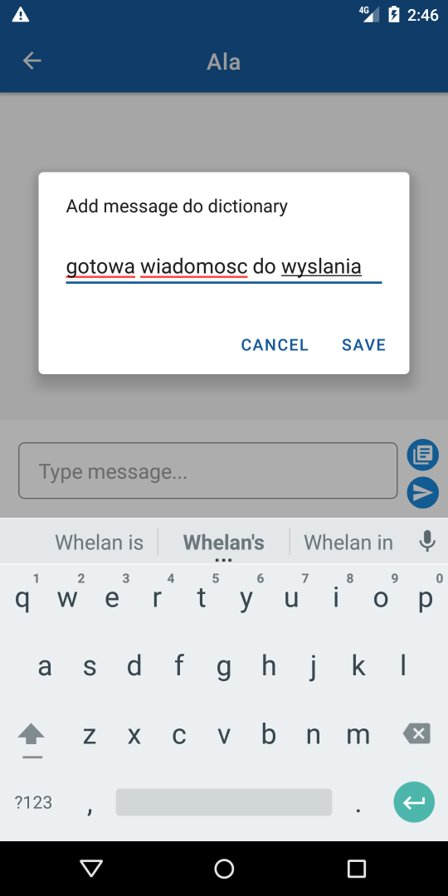 4G 2:46
Ala
Add message do dictionary
gotowa wiadomosc do wyslania
CANCEL SAVE
Type message...
Whelan is Whelan's Whelan in
1 2 3 4 5 6 7 8 9 0
q w e r t y u i o p
a s d f g h j k l
z x c v b n m
?123 , .